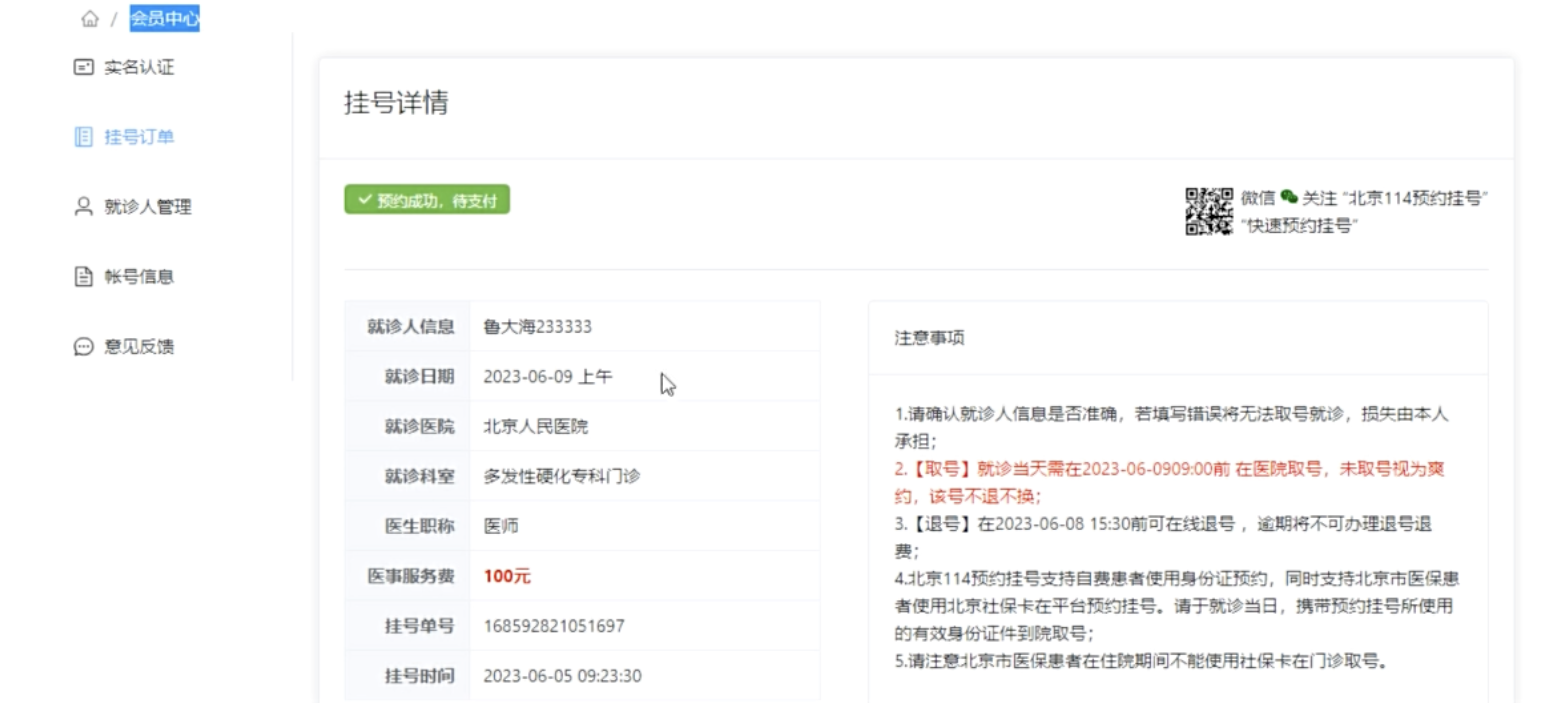 / 会员中心
实名认证
挂号订单
就诊人管理
帐号信息
意见反馈
挂号详情
预约成功，待支付
微信 关注 “北京114预约挂号”
“快速预约挂号”
就诊人信息 鲁大海233333
就诊日期 2023-06-09 上午
就诊医院 北京人民医院
就诊科室 多发性硬化专科门诊
医生职称 医师
医事服务费 100元
挂号单号 168592821051697
挂号时间 2023-06-05 09:23:30
注意事项
1.请确认就诊人信息是否准确，若填写错误将无法取号就诊，损失由本人
承担；
2.【取号】就诊当天需在2023-06-0909:00前 在医院取号，未取号视为爽
约，该号不退不换；
3.【退号】在2023-06-08 15:30前可在线退号 ，逾期将不可办理退号退
费；
4.北京114预约挂号支持自费患者使用身份证预约，同时支持北京市医保患
者使用北京社保卡在平台预约挂号。请于就诊当日，携带预约挂号所使用
的有效身份证件到院取号；
5.请注意北京市医保患者在住院期间不能使用社保卡在门诊取号。